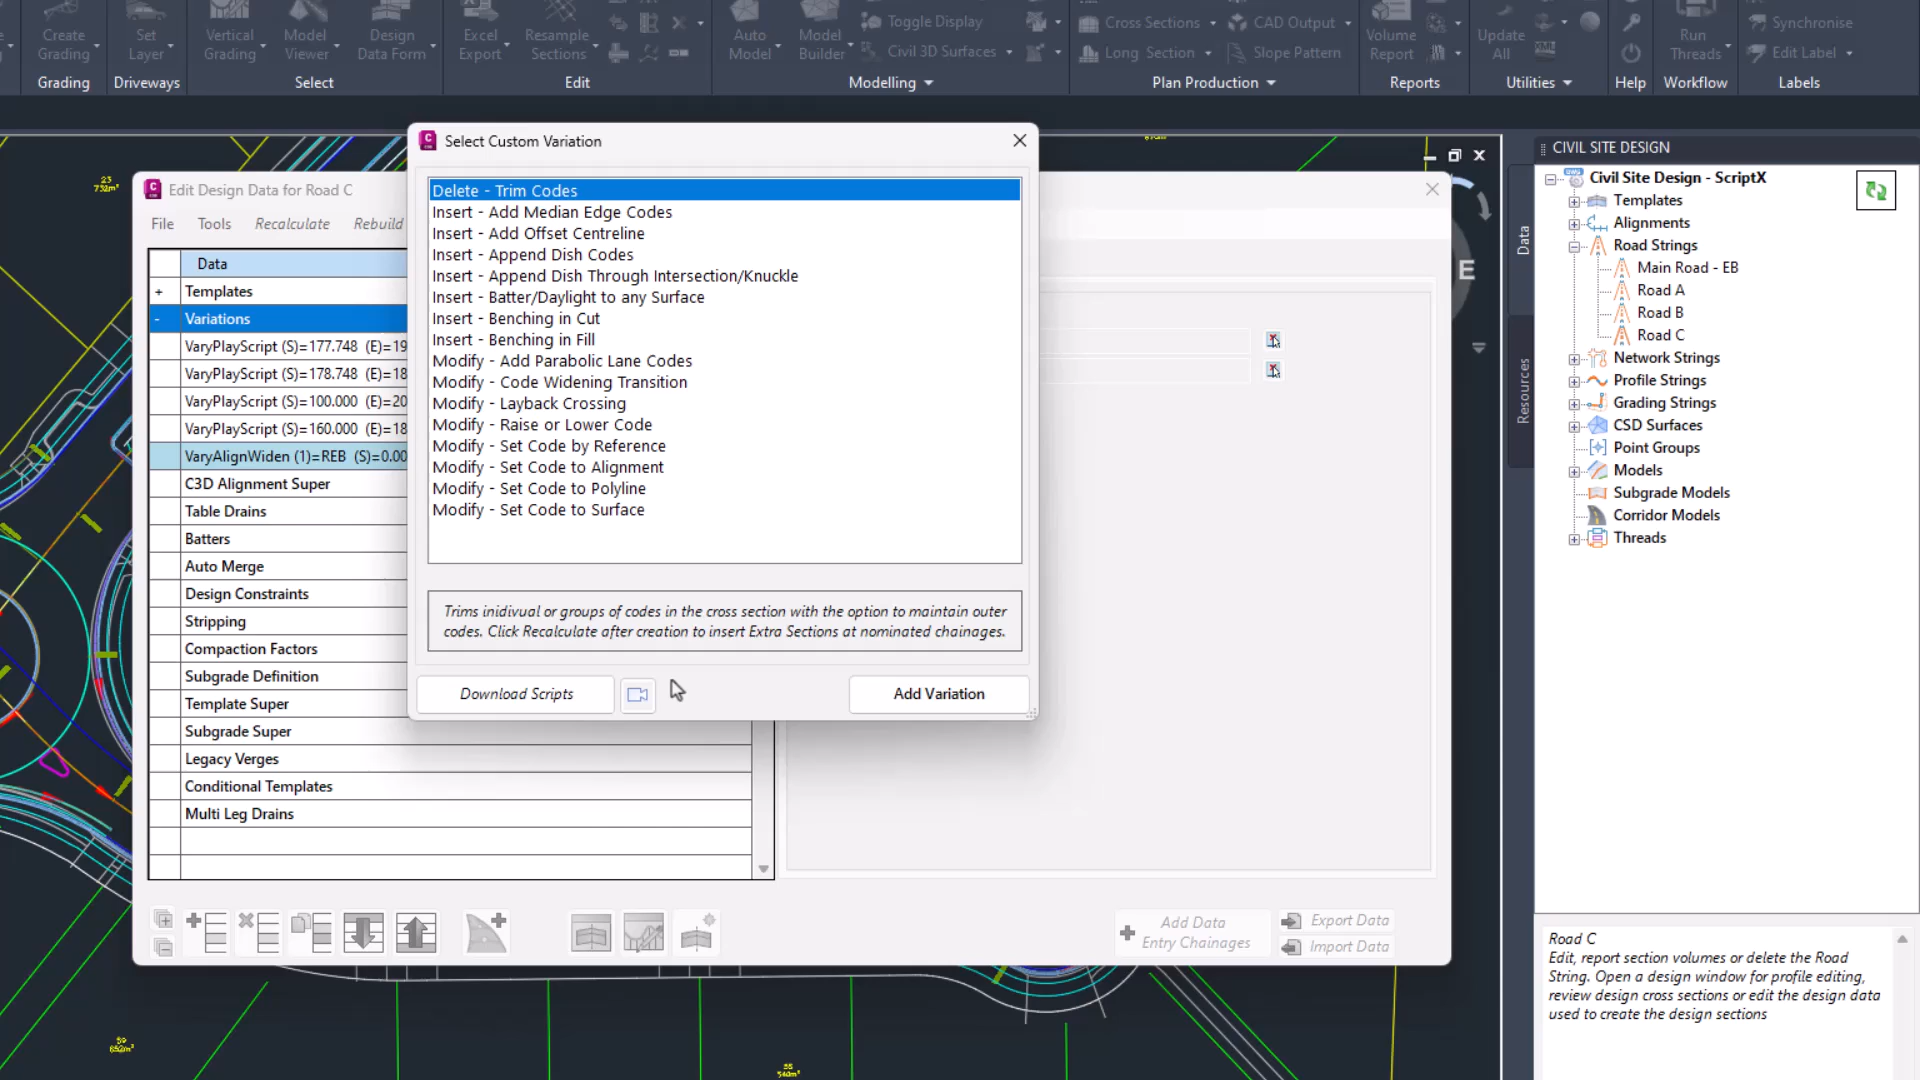 Create Grading
Set Layer
Vertical Grading
Model Viewer
Design Data Form
Excel Export
Resample Sections
Auto Model
Model Builder
Toggle Display
Civil 3D Surfaces
Cross Sections
Long Section
CAD Output
Slope Pattern
Volume Report
Update All
XML
Run Threads
Synchronise
Edit Label
Grading
Driveways
Select
Edit
Modelling
Plan Production
Reports
Utilities
Help
Workflow
Labels
Select Custom Variation
Delete - Trim Codes
Insert - Add Median Edge Codes
Insert - Add Offset Centreline
Insert - Append Dish Codes
Insert - Append Dish Through Intersection/Knuckle
Insert - Batter/Daylight to any Surface
Insert - Benching in Cut
Insert - Benching in Fill
Modify - Add Parabolic Lane Codes
Modify - Code Widening Transition
Modify - Layback Crossing
Modify - Raise or Lower Code
Modify - Set Code by Reference
Modify - Set Code to Alignment
Modify - Set Code to Polyline
Modify - Set Code to Surface
Trims inidivual or groups of codes in the cross section with the option to maintain outer
codes. Click Recalculate after creation to insert Extra Sections at nominated chainages.
Download Scripts
Add Variation
Edit Design Data for Road C
File Tools Recalculate Rebuild
Data
+ Templates
- Variations
VaryPlayScript (S)=177.748 (E)=19
VaryPlayScript (S)=178.748 (E)=18
VaryPlayScript (S)=100.000 (E)=20
VaryPlayScript (S)=160.000 (E)=18
VaryAlignWiden (1)=REB (S)=0.00
C3D Alignment Super
Table Drains
Batters
Auto Merge
Design Constraints
Stripping
Compaction Factors
Subgrade Definition
Template Super
Subgrade Super
Legacy Verges
Conditional Templates
Multi Leg Drains
Add Data
Entry Chainages
Export Data
Import Data
E
23
732m²
59
652m²
55
540m²
CIVIL SITE DESIGN
Data
Resources
Civil Site Design - ScriptX
Templates
Alignments
Road Strings
Main Road - EB
Road A
Road B
Road C
Network Strings
Profile Strings
Grading Strings
CSD Surfaces
Point Groups
Models
Subgrade Models
Corridor Models
Threads
Road C
Edit, report section volumes or delete the Road
String. Open a design window for profile editing,
review design cross sections or edit the design data
used to create the design sections